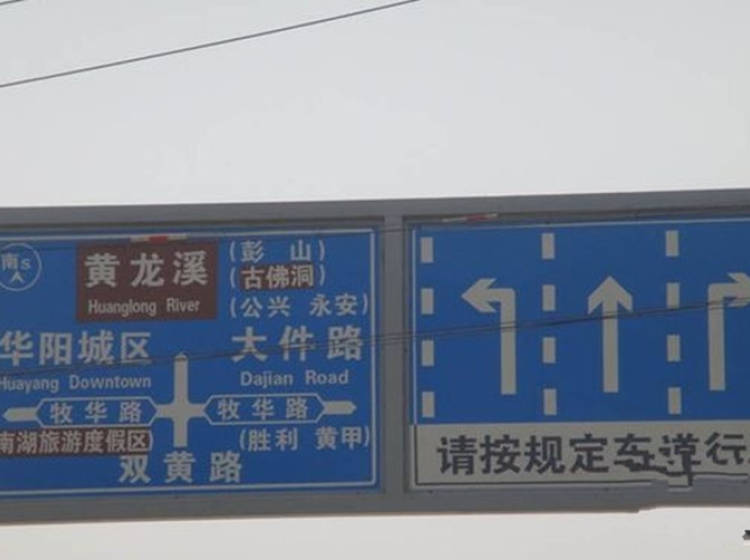 南S
黄龙溪
Huanglong River
(彭 山)
(古佛洞)
(公兴 永安)
华阳城区
Huayang Downtown
大件路
Dajian Road
牧华路
牧华路
南湖旅游度假区
(胜利 黄甲)
双黄路
请按规定车道行